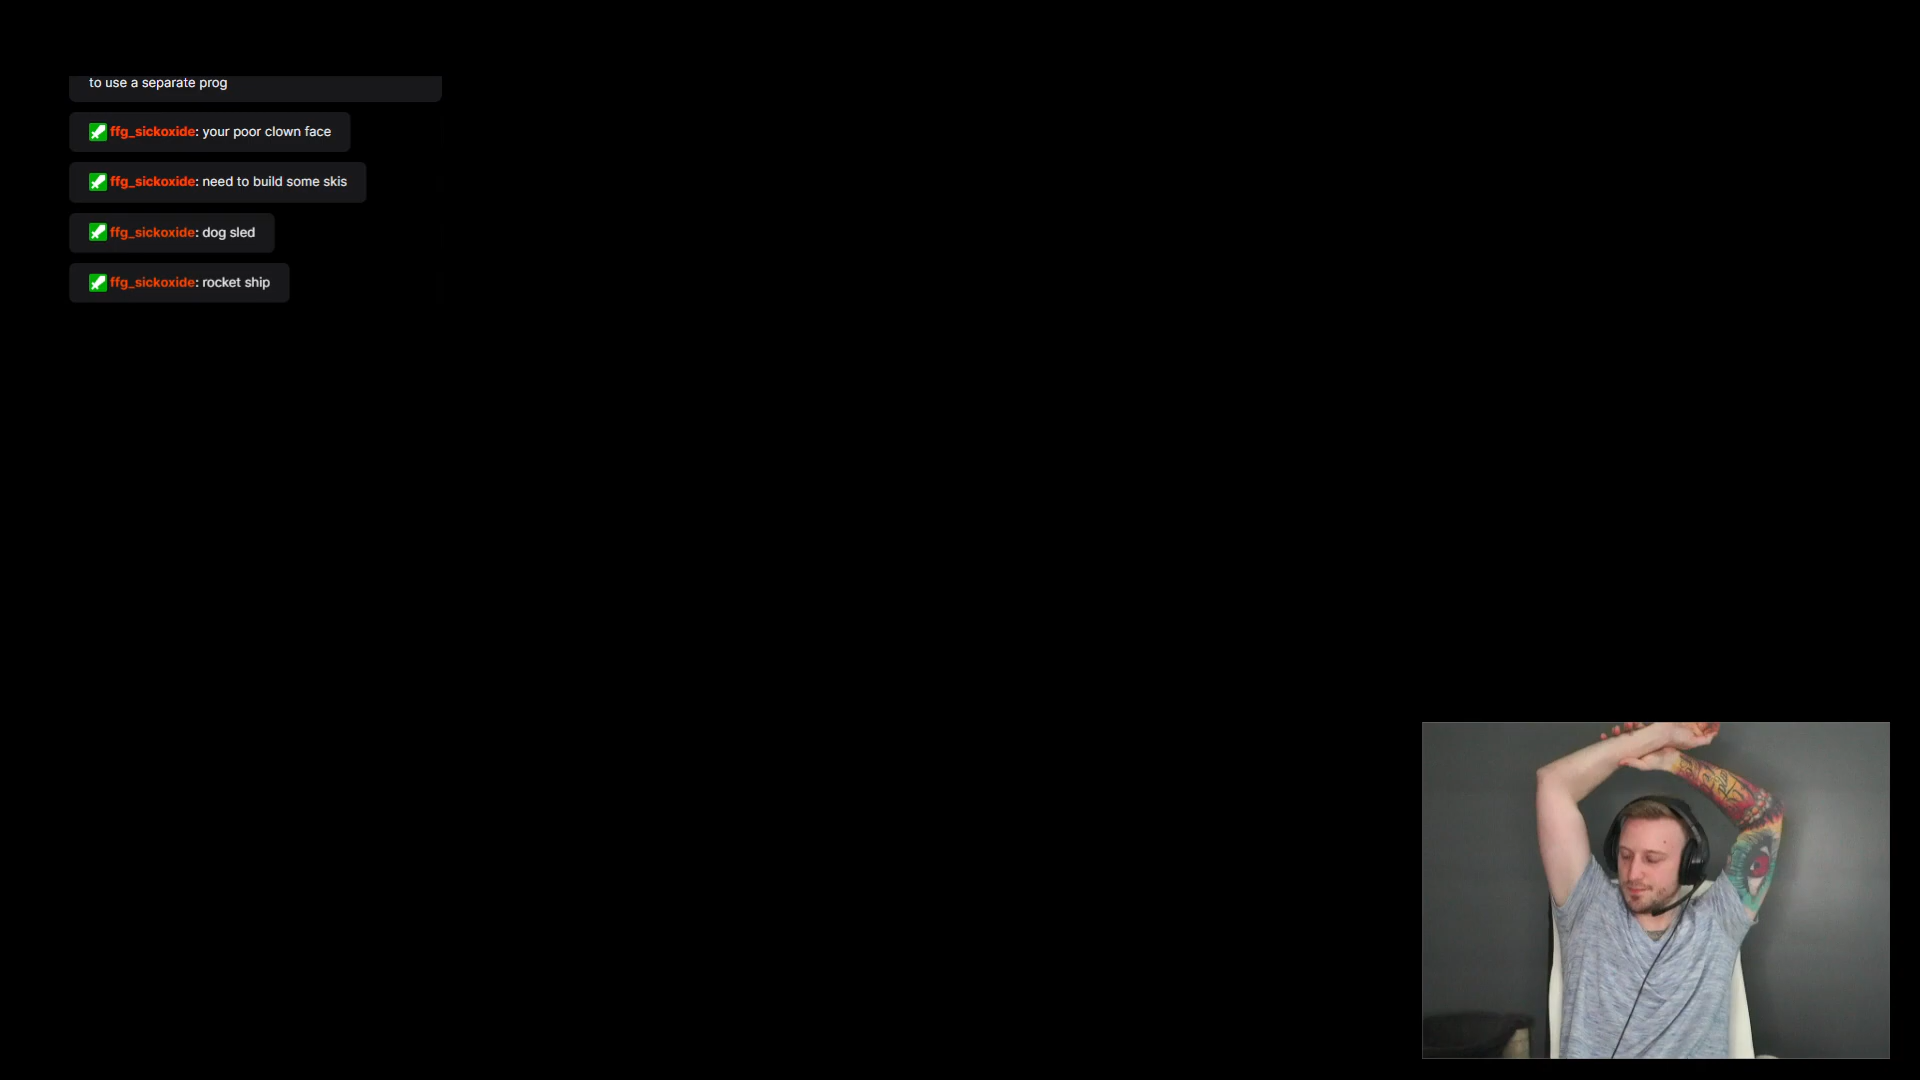 to use a separate prog
ffg_sickoxide: your poor clown face
ffg_sickoxide: need to build some skis
ffg_sickoxide: dog sled
ffg_sickoxide: rocket ship